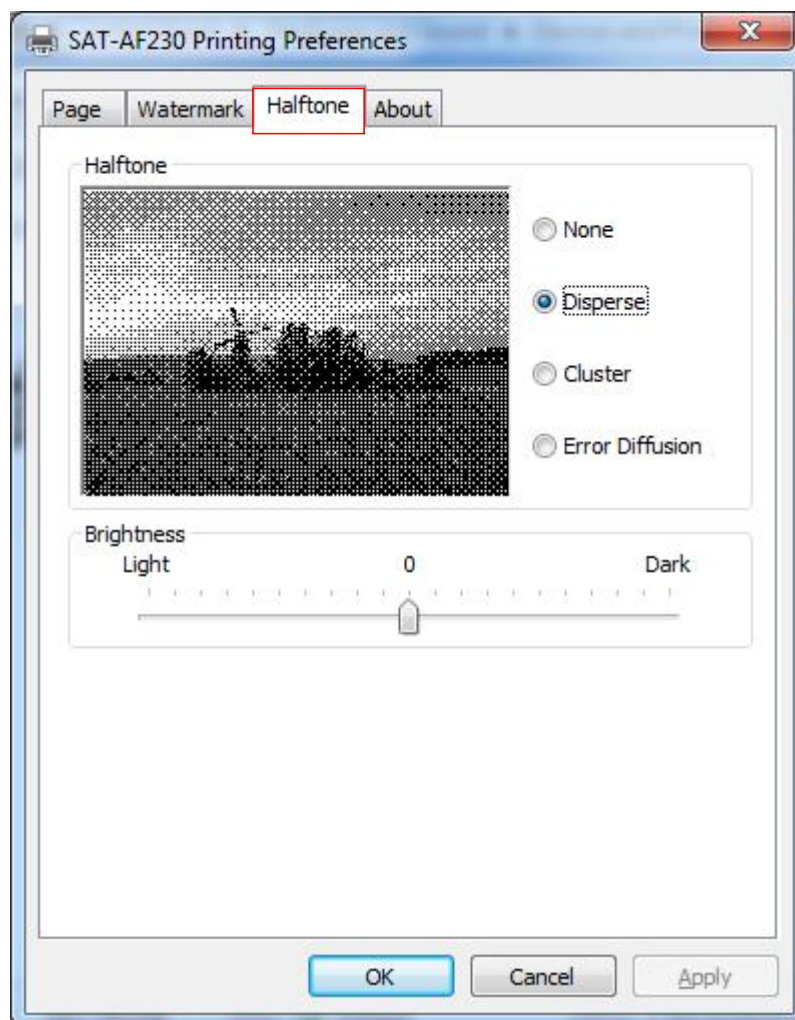 SAT-AF230 Printing Preferences
Page Watermark Halftone About
Halftone
None
Disperse
Cluster
Error Diffusion
Brightness
Light 0 Dark
OK Cancel Apply